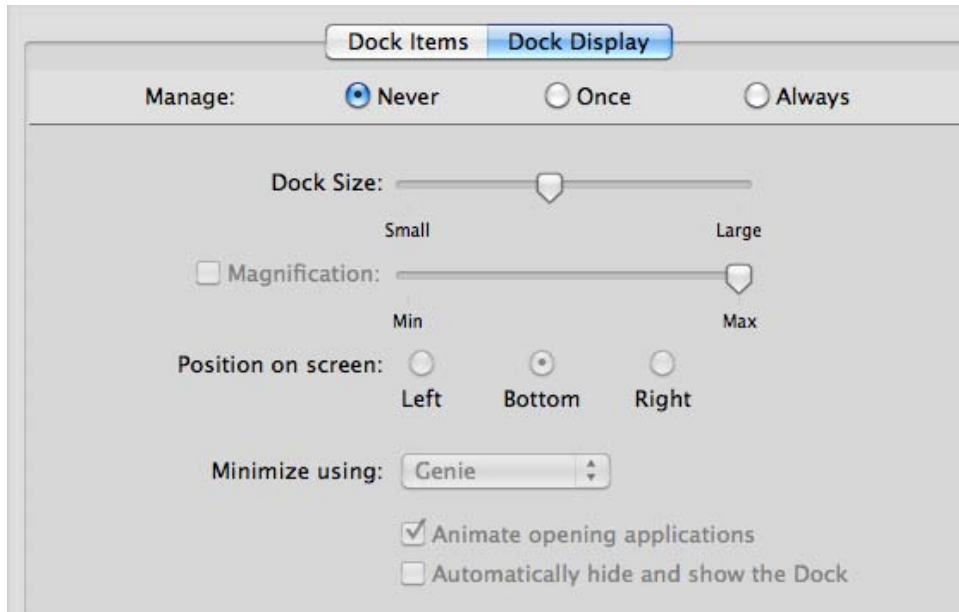 Dock Items Dock Display
Manage: Never Once Always
Dock Size:
Small Large
Magnification:
Min Max
Position on screen:
Left Bottom Right
Minimize using: Genie
Animate opening applications
Automatically hide and show the Dock